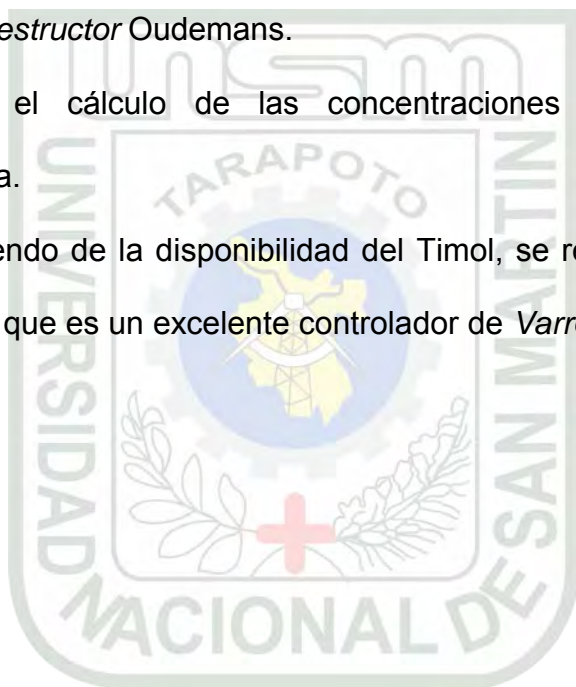 estructor Oudemans.
el cálculo de las concentraciones
a.
endo de la disponibilidad del Timol, se re
que es un excelente controlador de Varr
unsm
TARAPOTO
UNIVERSIDAD
NACIONAL DE
SAN MARTIN